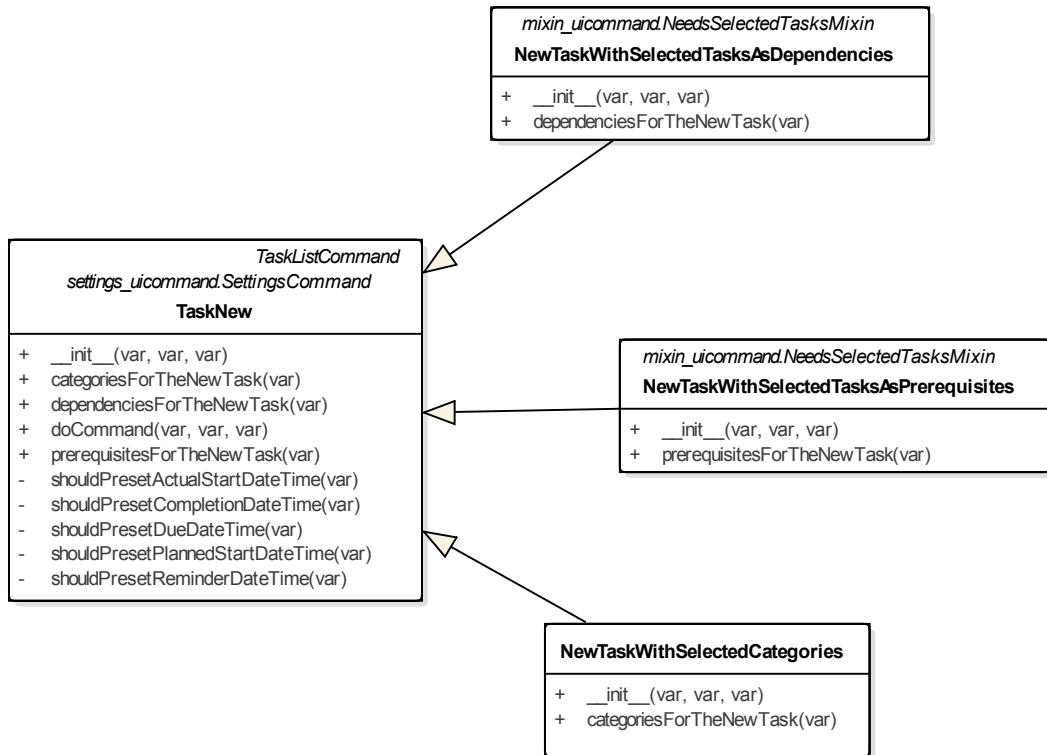 mixin_uicommand.NeedsSelectedTasksMixin
NewTaskWithSelectedTasksAsDependencies
+ __init__(var, var, var)
+ dependenciesForTheNewTask(var)
TaskListCommand
settings_uicommand.SettingsCommand
TaskNew
+ __init__(var, var, var)
+ categoriesForTheNewTask(var)
+ dependenciesForTheNewTask(var)
+ doCommand(var, var, var)
+ prerequisitesForTheNewTask(var)
- shouldPresetActualStartDateTime(var)
- shouldPresetCompletionDateTime(var)
- shouldPresetDueDateTime(var)
- shouldPresetPlannedStartDateTime(var)
- shouldPresetReminderDateTime(var)
mixin_uicommand.NeedsSelectedTasksMixin
NewTaskWithSelectedTasksAsPrerequisites
+ __init__(var, var, var)
+ prerequisitesForTheNewTask(var)
NewTaskWithSelectedCategories
+ __init__(var, var, var)
+ categoriesForTheNewTask(var)